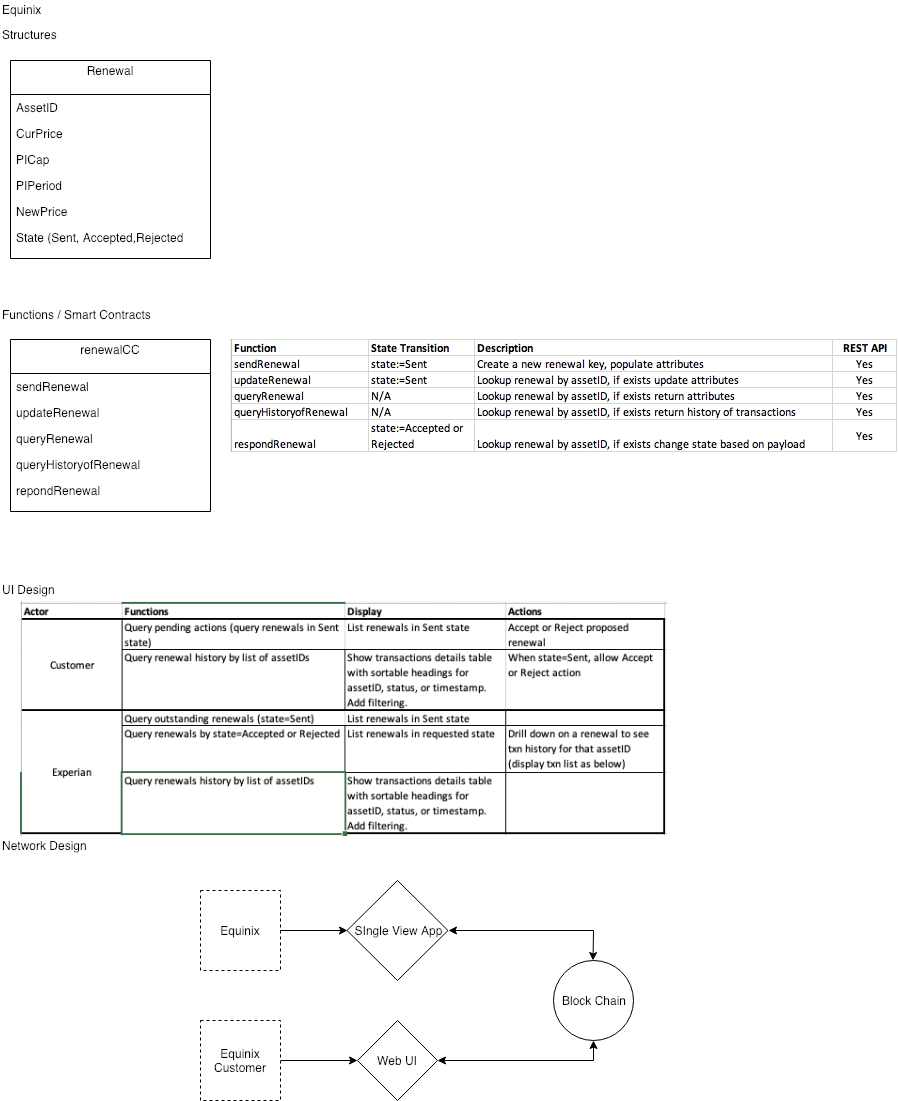 Equinix
Structures
Renewal
AssetID
CurPrice
PICap
PIPeriod
NewPrice
State (Sent, Accepted,Rejected
Functions / Smart Contracts
renewalCC
sendRenewal
updateRenewal
queryRenewal
queryHistoryofRenewal
repondRenewal
Function State Transition Description REST API
sendRenewal state:=Sent Create a new renewal key, populate attributes Yes
updateRenewal state:=Sent Lookup renewal by assetID, if exists update attributes Yes
queryRenewal N/A Lookup renewal by assetID, if exists return attributes Yes
queryHistoryofRenewal N/A Lookup renewal by assetID, if exists return history of transactions Yes
state:=Accepted or
respondRenewal Rejected Lookup renewal by assetID, if exists change state based on payload Yes
UI Design
Actor Functions Display Actions
Customer
Query pending actions (query renewals in Sent
state)
List renewals in Sent state
Accept or Reject proposed
renewal
Query renewal history by list of assetIDs
Show transactions details table
with sortable headings for
assetID, status, or timestamp.
Add filtering.
When state=Sent, allow Accept
or Reject action
Experian
Query outstanding renewals (state=Sent)
List renewals in Sent state
Query renewals by state=Accepted or Rejected
List renewals in requested state
Drill down on a renewal to see
txn history for that assetID
(display txn list as below)
Query renewals history by list of assetIDs
Show transactions details table
with sortable headings for
assetID, status, or timestamp.
Add filtering.
Network Design
Equinix
SIngle View App
Block Chain
Equinix
Customer
Web UI